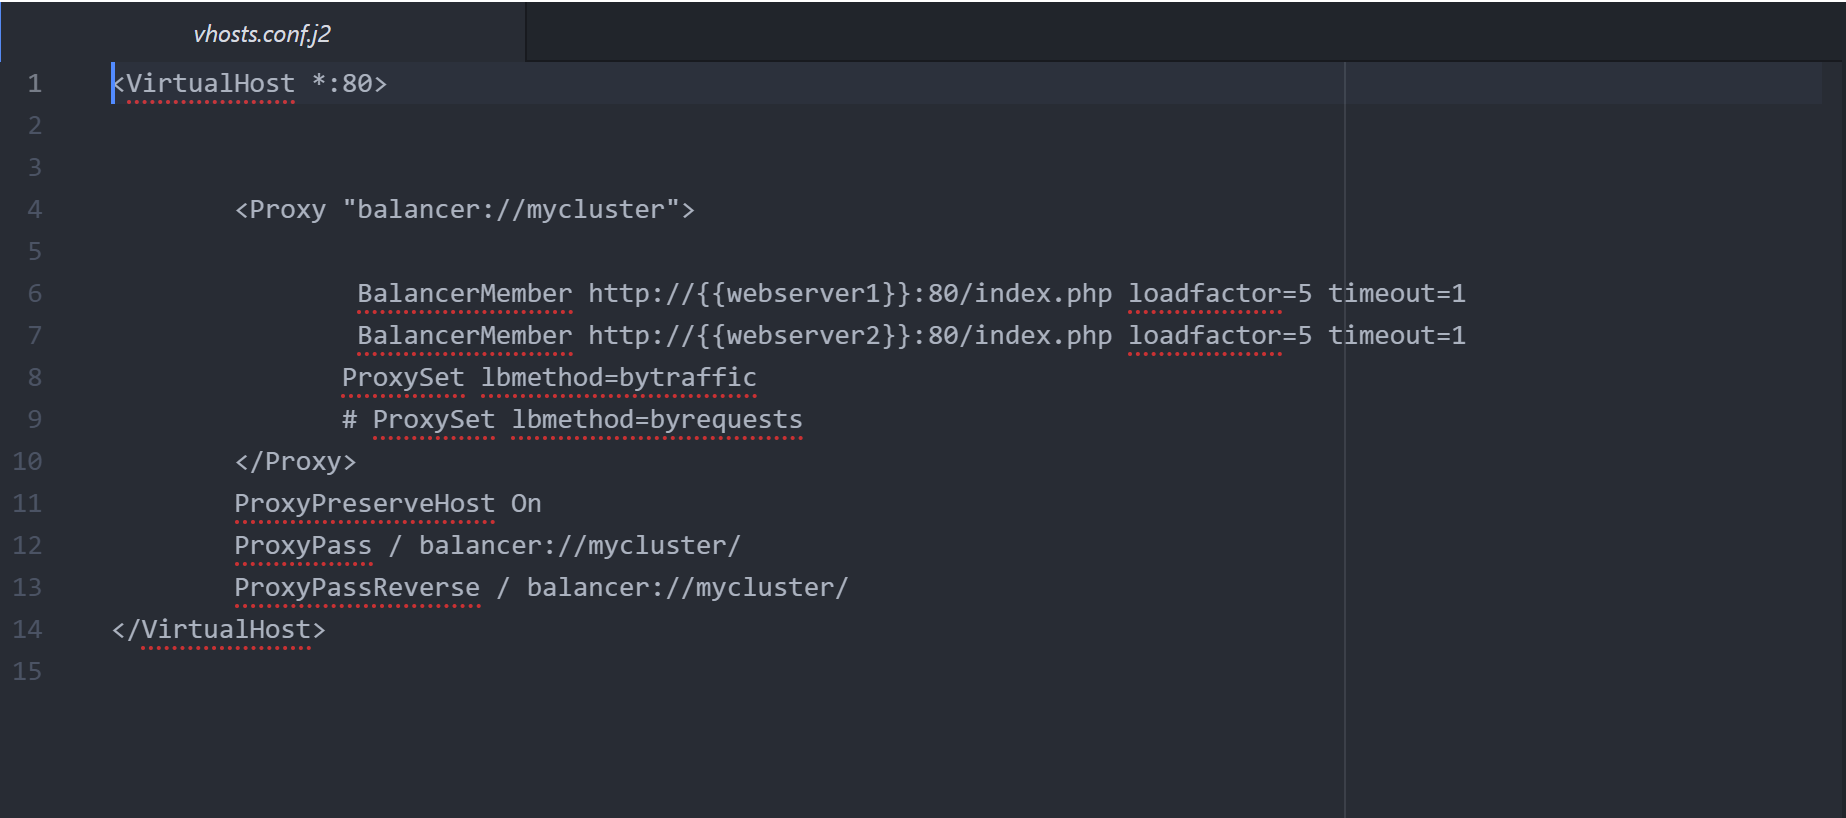 vhosts.conf.j2
1 <VirtualHost *:80>
2
3
4 <Proxy "balancer://mycluster">
5
6 BalancerMember http://{{webserver1}}:80/index.php loadfactor=5 timeout=1
7 BalancerMember http://{{webserver2}}:80/index.php loadfactor=5 timeout=1
8 ProxySet lbmethod=bytraffic
9 # ProxySet lbmethod=byrequests
10 </Proxy>
11 ProxyPreserveHost On
12 ProxyPass / balancer://mycluster/
13 ProxyPassReverse / balancer://mycluster/
14 </VirtualHost>
15